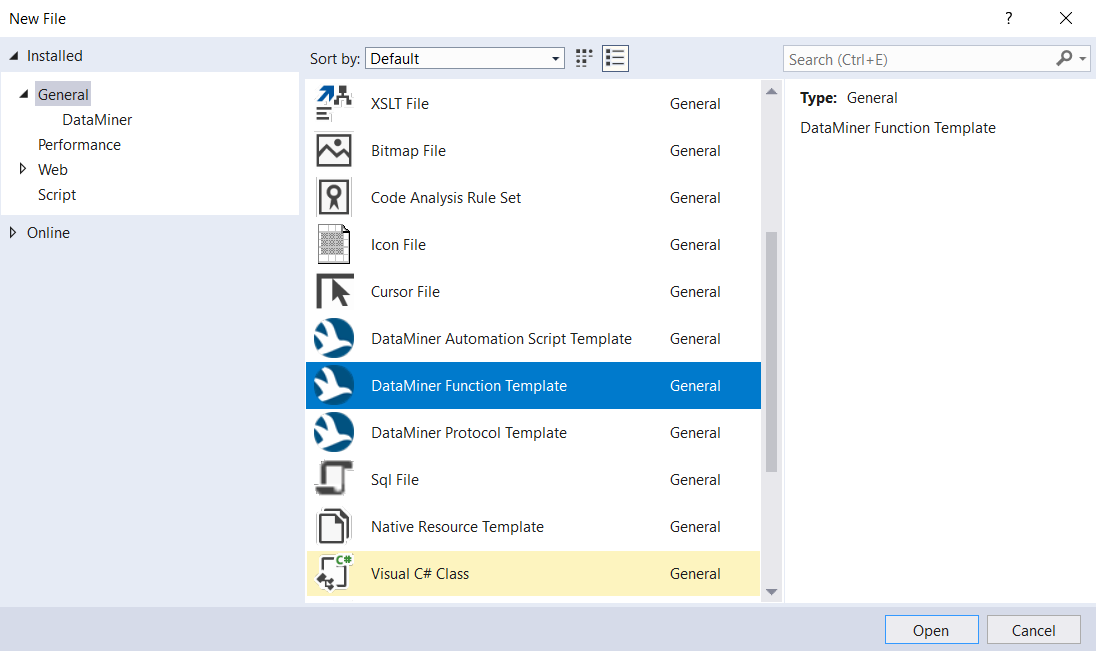 New File
?
Installed
General
DataMiner
Performance
Web
Script
Online
Sort by: Default
Search (Ctrl+E)
XSLT File General
Bitmap File General
Code Analysis Rule Set General
Icon File General
Cursor File General
DataMiner Automation Script Template General
DataMiner Function Template General
DataMiner Protocol Template General
Sql File General
Native Resource Template General
C# Visual C# Class General
Type: General
DataMiner Function Template
Open Cancel